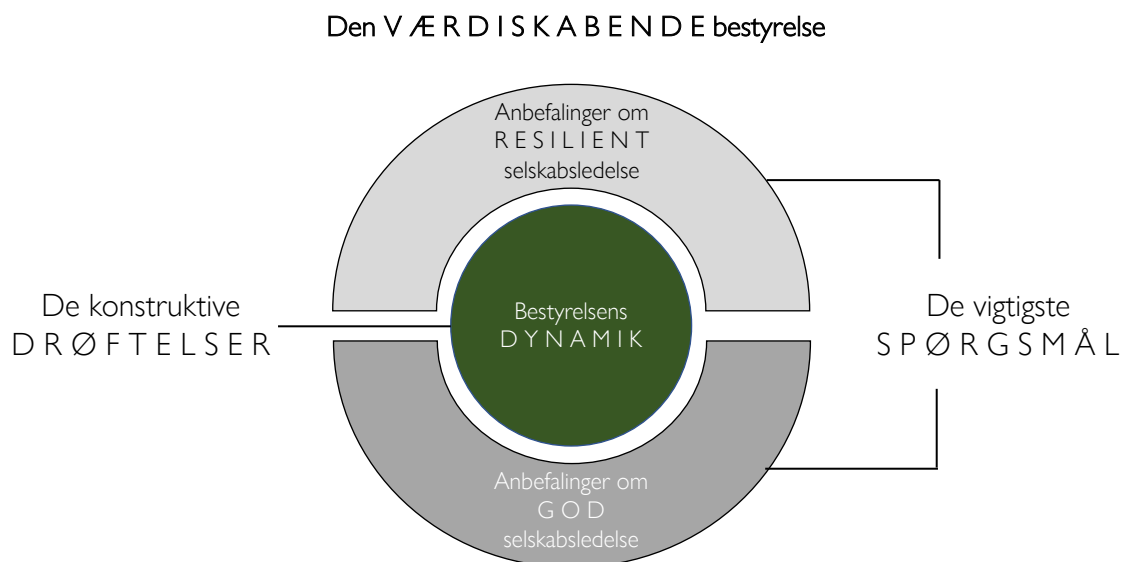 Den VÆRDISKABENDE bestyrelse
Anbefalinger om
RESILIENT
selskabsledelse
De konstruktive
DRØFTELSER
Bestyrelsens
DYNAMIK
De vigtigste
SPØRGSMÅL
Anbefalinger om
GOD
selskabsledelse